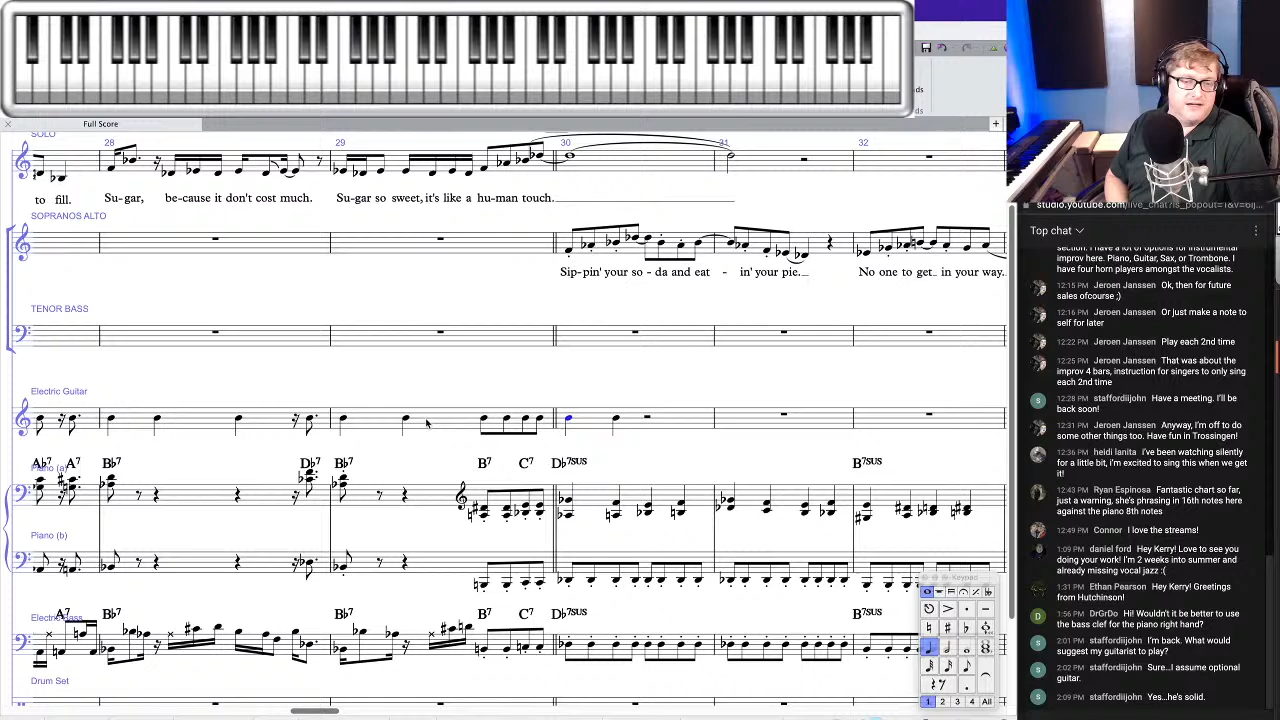 Full Score
SOLO
28
29
30
31
32
to fill. Su-gar, be-cause it don't cost much. Su-gar so sweet, it's like a hu-man touch.
SOPRANOS ALTO
Sip-pin' your so - da and eat - in' your pie. No one to get in your way.
TENOR BASS
Electric Guitar
Ab7 A7 Bb7 Db7 Bb7 B7 C7 Db7SUS B7SUS
Piano (a)
Piano (b)
A7 Bb7 Bb7 B7 C7 Db7SUS B7SUS
Electric Bass
Drum Set
Keypad
1 2 3 4 All
Top chat
improv here. Piano, Guitar, Sax, or Trombone. I
have four horn players amongst the vocalists.
12:15 PM Jeroen Janssen Ok, then for future
sales ofcourse ;)
12:16 PM Jeroen Janssen Or just make a note to
self for later
12:22 PM Jeroen Janssen Play each 2nd time
12:25 PM Jeroen Janssen That was about the
improv 4 bars, instruction for singers to only sing
each 2nd time
S 12:28 PM staffordiijohn Have a meeting. I'll be
back soon!
12:31 PM Jeroen Janssen Anyway, I'm off to do
some other things too. Have fun in Trossingen!
12:36 PM heidi lanita I've been watching silently
for a little bit, i'm excited to sing this when we get
it!
12:43 PM Ryan Espinosa Fantastic chart so far,
just a warning, she's phrasing in 16th notes here
against the piano 8th notes
12:49 PM Connor I love the streams!
1:09 PM daniel ford Hey Kerry! Love to see you
doing your work! I'm 2 weeks into summer and
already missing vocal jazz :(
1:31 PM Ethan Pearson Hey Kerry! Greetings
from Hutchinson!
D 1:56 PM DrGrDo Hi! Wouldn't it be better to use
the bass clef for the piano right hand?
S 2:01 PM staffordiijohn I'm back. What would
suggest my guitarist to play?
S 2:02 PM staffordiijohn Sure...I assume optional
guitar.
S 2:09 PM staffordiijohn Yes...he's solid.